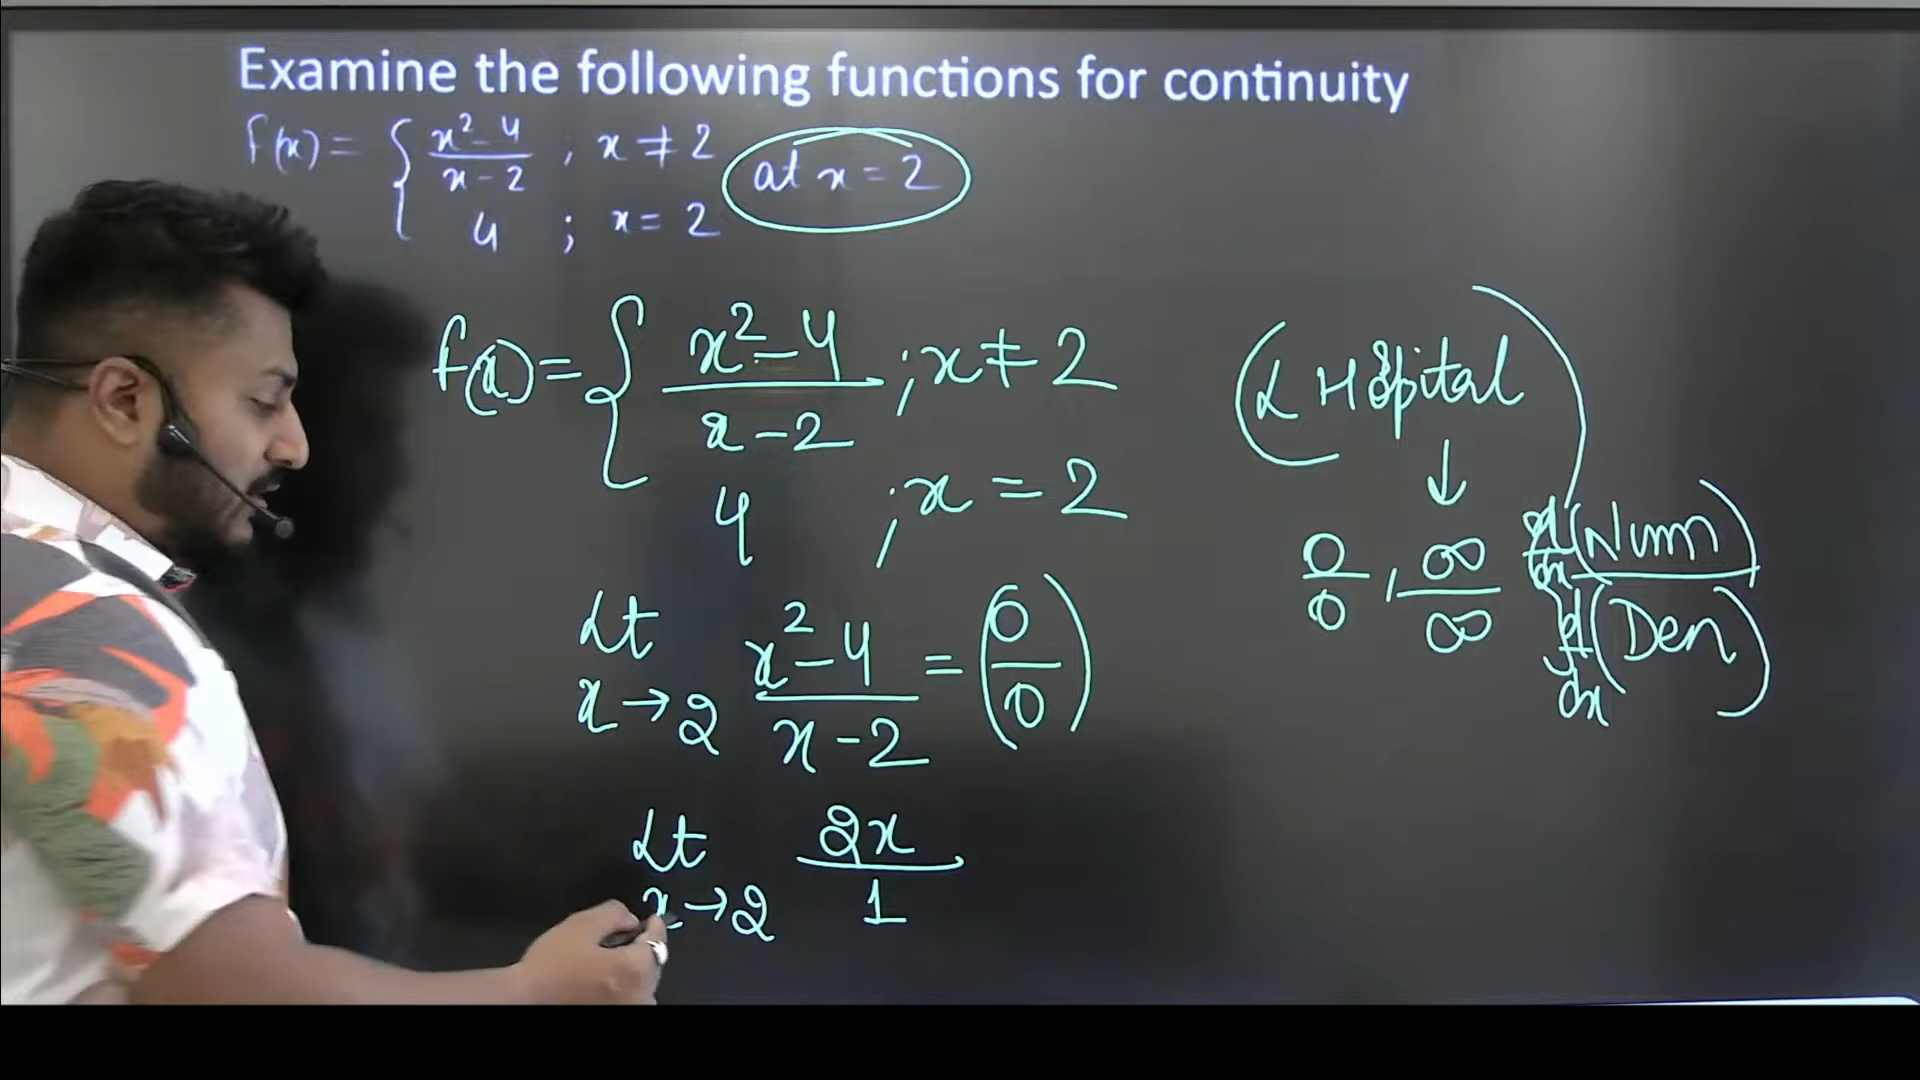 Examine the following functions for continuity
f(x) = { x² - 4 / x - 2 ; x ≠ 2
4 ; x = 2
at x = 2
f(x) = { x² - 4 / x - 2 ; x ≠ 2
4 ; x = 2
Lt x→2 x² - 4 / x - 2 = (0/0)
Lt x→2 2x / 1
(L Hospital)
↓
0/0 , ∞/∞
d/dx (Num)
d/dx (Den)